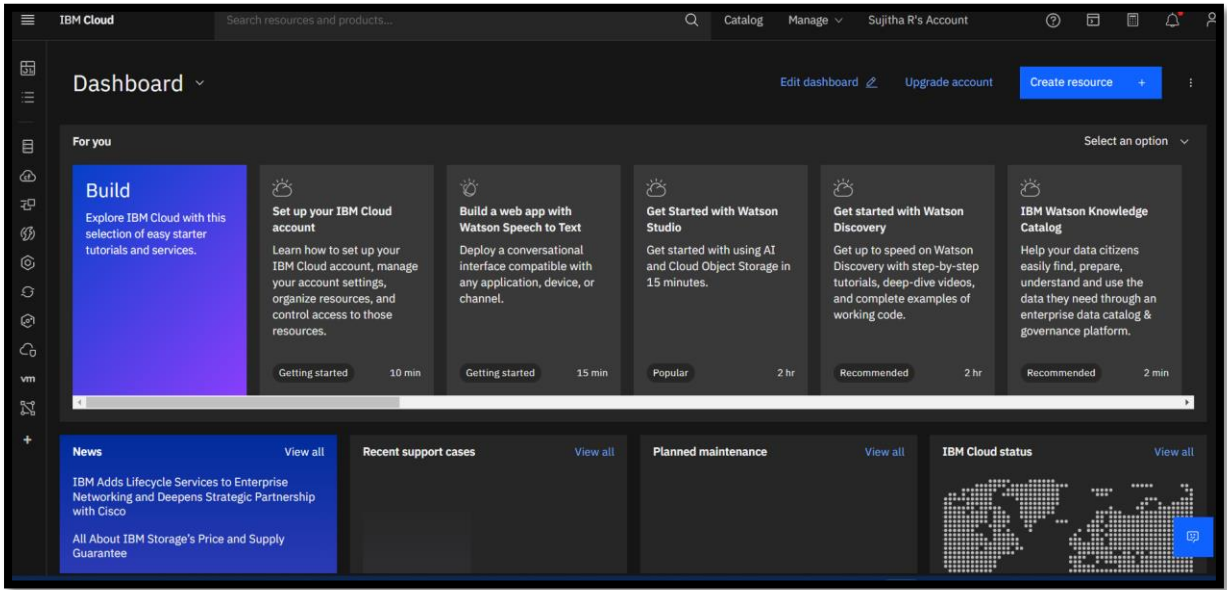 IBM Cloud
Search resources and products...
Catalog
Manage
Sujitha R's Account
Dashboard
Edit dashboard
Upgrade account
Create resource +
For you
Select an option
Build
Explore IBM Cloud with this
selection of easy starter
tutorials and services.
Set up your IBM Cloud
account
Learn how to set up your
IBM Cloud account, manage
your account settings,
organize resources, and
control access to those
resources.
Getting started
10 min
Build a web app with
Watson Speech to Text
Deploy a conversational
interface compatible with
any application, device, or
channel.
Getting started
15 min
Get Started with Watson
Studio
Get started with using AI
and Cloud Object Storage in
15 minutes.
Popular
2 hr
Get started with Watson
Discovery
Get up to speed on Watson
Discovery with step-by-step
tutorials, deep-dive videos,
and complete examples of
working code.
Recommended
2 hr
IBM Watson Knowledge
Catalog
Help your data citizens
easily find, prepare,
understand and use the
data they need through an
enterprise data catalog &
governance platform.
Recommended
2 min
vm
+
News
View all
IBM Adds Lifecycle Services to Enterprise
Networking and Deepens Strategic Partnership
with Cisco
All About IBM Storage's Price and Supply
Guarantee
Recent support cases
View all
Planned maintenance
View all
IBM Cloud status
View all